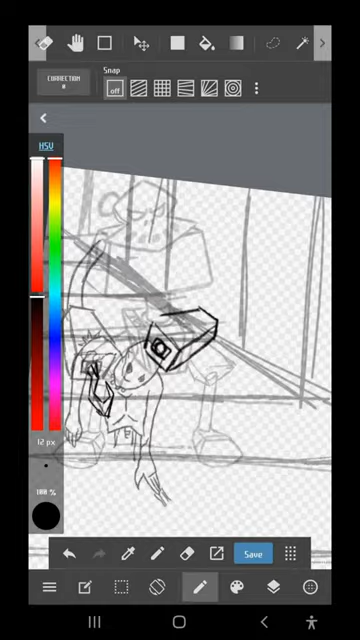 CORRECTION
Snap
off
HSV
12 px
100 %
Save